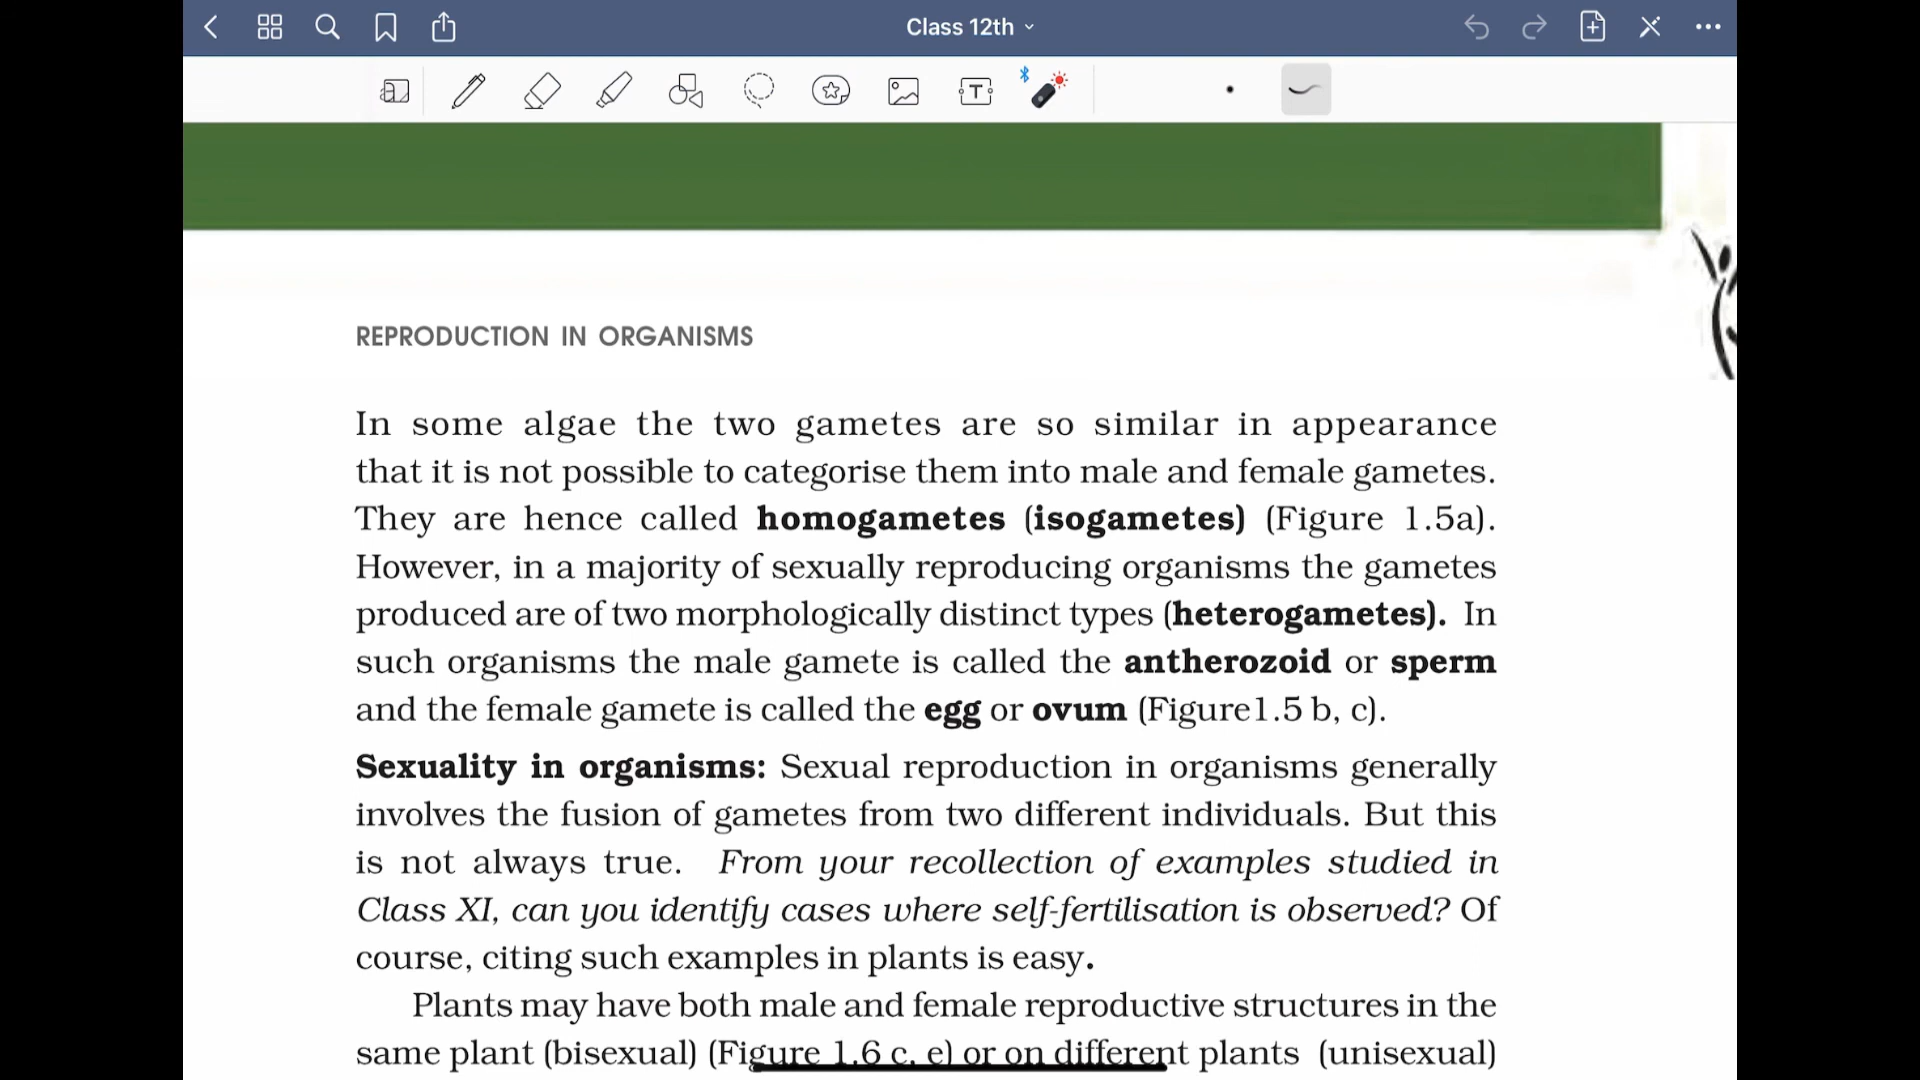 Class 12th
REPRODUCTION IN ORGANISMS
In some algae the two gametes are so similar in appearance
that it is not possible to categorise them into male and female gametes.
They are hence called homogametes (isogametes) (Figure 1.5a).
However, in a majority of sexually reproducing organisms the gametes
produced are of two morphologically distinct types (heterogametes). In
such organisms the male gamete is called the antherozoid or sperm
and the female gamete is called the egg or ovum (Figure1.5 b, c).
Sexuality in organisms: Sexual reproduction in organisms generally
involves the fusion of gametes from two different individuals. But this
is not always true. From your recollection of examples studied in
Class XI, can you identify cases where self-fertilisation is observed? Of
course, citing such examples in plants is easy.
Plants may have both male and female reproductive structures in the
same plant (bisexual) (Figure 1.6 c, e) or on different plants (unisexual)